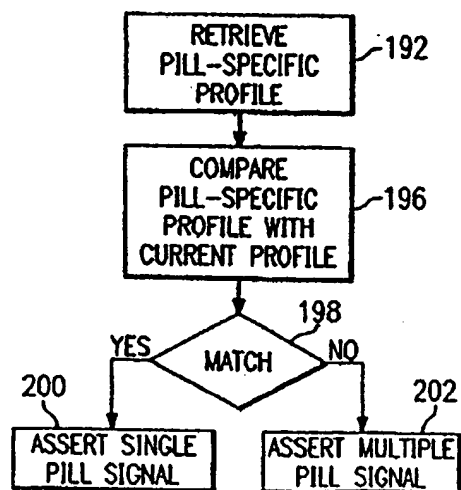 RETRIEVE
PILL-SPECIFIC
PROFILE
192
COMPARE
PILL-SPECIFIC
PROFILE WITH
CURRENT PROFILE
196
198
YES
MATCH
NO
200
202
ASSERT SINGLE
PILL SIGNAL
ASSERT MULTIPLE
PILL SIGNAL